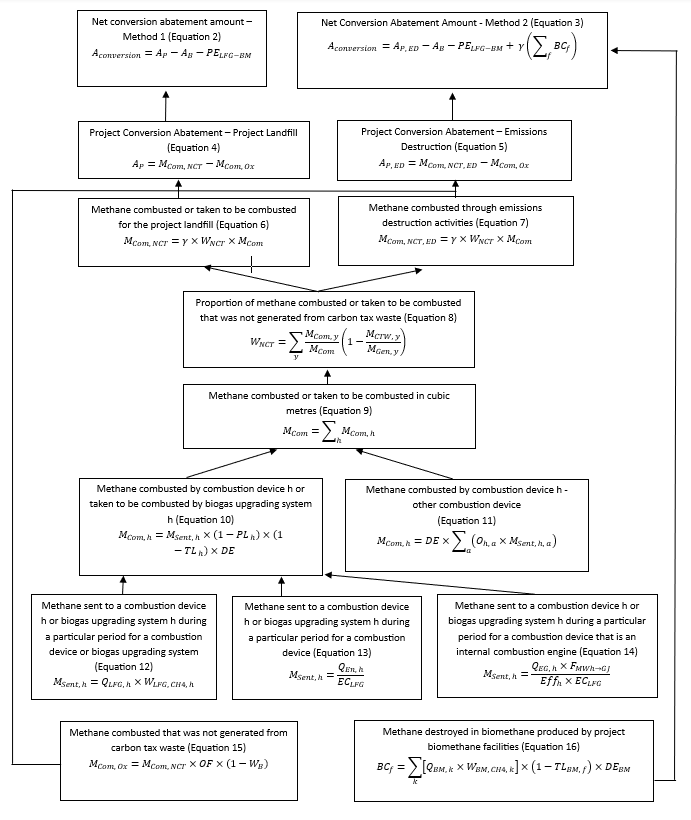 Net conversion abatement amount –
Method 1 (Equation 2)
A_conversion = A_P − A_B − PE_LFG−BM
Net Conversion Abatement Amount - Method 2 (Equation 3)
A_conversion = A_P,ED − A_B − PE_LFG−BM + γ (∑_f BC_f)
Project Conversion Abatement – Project Landfill
(Equation 4)
A_P = M_Com,NCT − M_Com,Ox
Project Conversion Abatement – Emissions
Destruction (Equation 5)
A_P,ED = M_Com,NCT,ED − M_Com,Ox
Methane combusted or taken to be combusted
for the project landfill (Equation 6)
M_Com,NCT = γ × W_NCT × M_Com
Methane combusted through emissions
destruction activities (Equation 7)
M_Com,NCT,ED = γ × W_NCT × M_Com
Proportion of methane combusted or taken to be combusted
that was not generated from carbon tax waste (Equation 8)
W_NCT = ∑_y M_Com,y / M_Com (1 − M_CTW,y / M_Gen,y)
Methane combusted or taken to be combusted in cubic
metres (Equation 9)
M_Com = ∑_h M_Com,h
Methane combusted by combustion device h or
taken to be combusted by biogas upgrading system
h (Equation 10)
M_Com,h = M_Sent,h × (1 − PL_h) × (1
− TL_h) × DE
Methane combusted by combustion device h -
other combustion device
(Equation 11)
M_Com,h = DE × ∑_a (O_h,a × M_Sent,h,a)
Methane sent to a combustion device
h or biogas upgrading system h during
a particular period for a combustion
device or biogas upgrading system
(Equation 12)
M_Sent,h = Q_LFG,h × W_LFG,CH4,h
Methane sent to a combustion device
h or biogas upgrading system h during
a particular period for a combustion
device (Equation 13)
M_Sent,h = Q_En,h / EC_LFG
Methane sent to a combustion device h or
biogas upgrading system h during a particular
period for a combustion device that is an
internal combustion engine (Equation 14)
M_Sent,h = Q_EG,h × F_MWh→GJ / Eff_h × EC_LFG
Methane combusted that was not generated from
carbon tax waste (Equation 15)
M_Com,Ox = M_Com,NCT × OF × (1 − W_B)
Methane destroyed in biomethane produced by project
biomethane facilities (Equation 16)
BC_f = ∑_k [Q_BM,k × W_BM,CH4,k] × (1 − TL_BM,f) × DE_BM